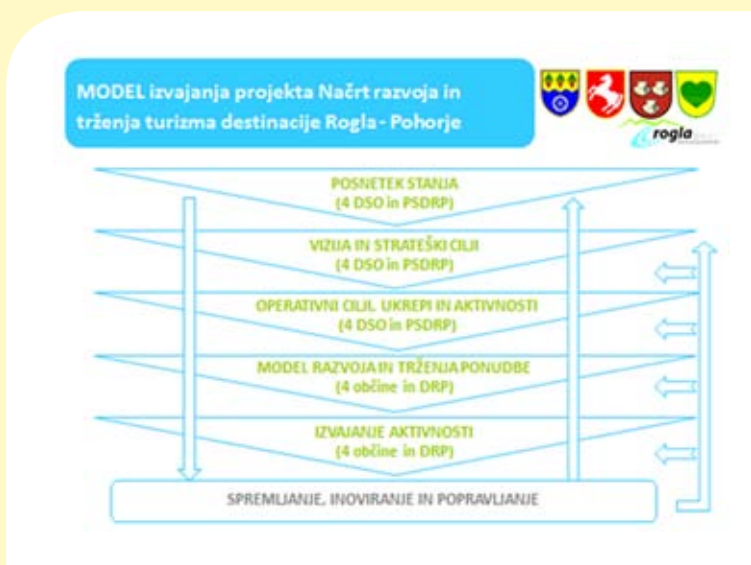 MODEL izvajanja projekta Načrt razvoja in
trženja turizma destinacije Rogla - Pohorje
rogla
POSNETEK STANJA
(4 DSO in PSDRP)
VIZIJA IN STRATEŠKI CILJI
(4 DSO in PSDRP)
OPERATIVNI CILJI, UKREPI IN AKTIVNOSTI
(4 DSO in PSDRP)
MODEL RAZVOJA IN TRŽENJA PONUDBE
(4 občine in DRP)
IZVAJANJE AKTIVNOSTI
(4 občine in DRP)
SPREMLJANJE, INOVIRANJE IN POPRAVLJANJE